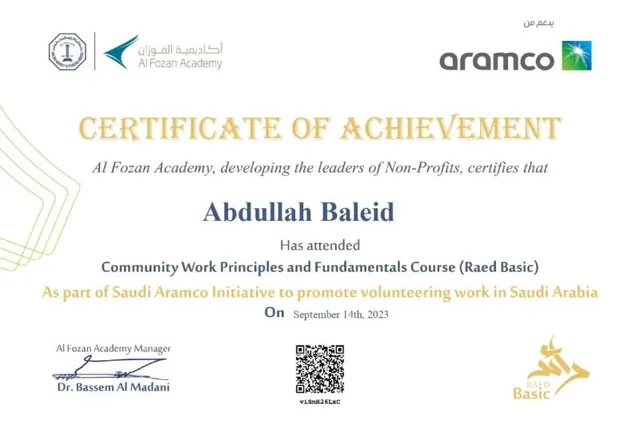 بدعم من
أكاديمية الفوزان
Al Fozan Academy
aramco
CERTIFICATE OF ACHIEVEMENT
Al Fozan Academy, developing the leaders of Non-Profits, certifies that
Abdullah Baleid
Has attended
Community Work Principles and Fundamentals Course (Raed Basic)
As part of Saudi Aramco Initiative to promote volunteering work in Saudi Arabia
On September 14th, 2023
Al Fozan Academy Manager
Dr. Bassem Al Madani
رائد
RAED
Basic